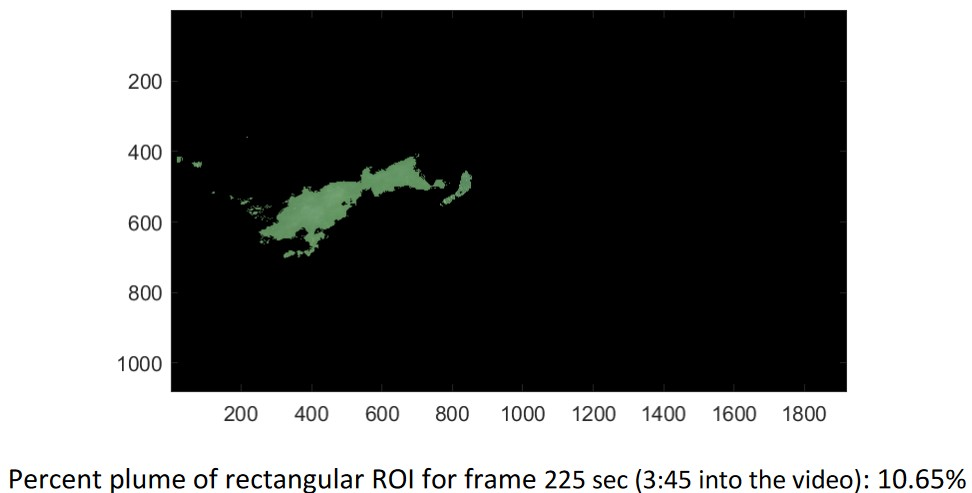 200
400
600
800
1000
200 400 600 800 1000 1200 1400 1600 1800
Percent plume of rectangular ROI for frame 225 sec (3:45 into the video): 10.65%